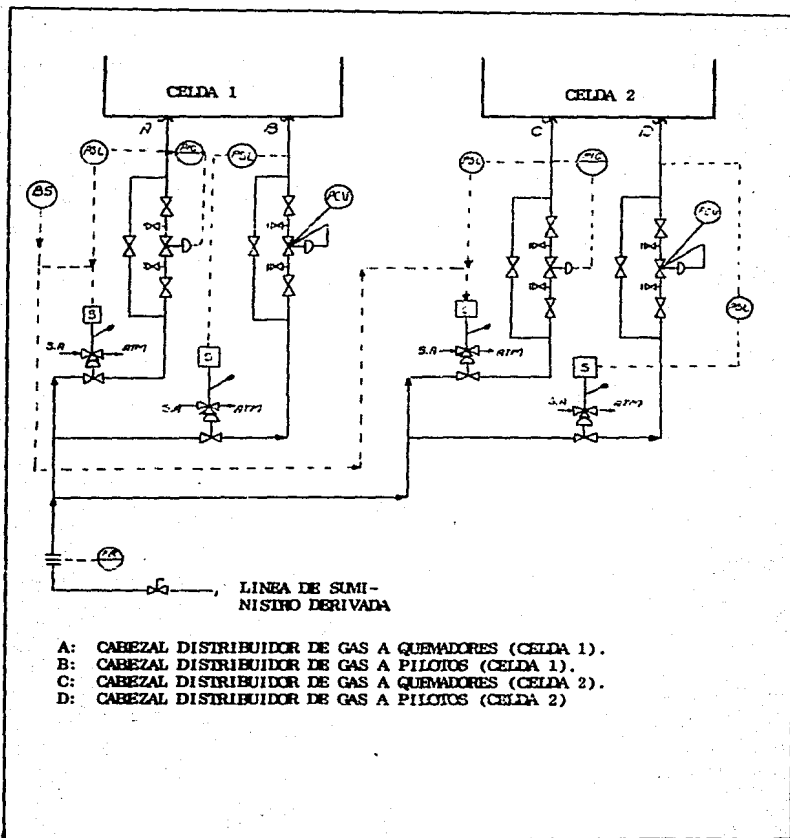 CELDA 1
CELDA 2
A
B
C
D
PSL
PIC
PSL
PSL
PIC
BS
PCV
PCV
S
S
PSL
S.A
ATM
S
S.A
ATM
S
S.A
ATM
S.A
ATM
FR
LINEA DE SUMI-
NISTRO DERIVADA
A: CABEZAL DISTRIBUIDOR DE GAS A QUEMADORES (CELDA 1).
B: CABEZAL DISTRIBUIDOR DE GAS A PILOTOS (CELDA 1).
C: CABEZAL DISTRIBUIDOR DE GAS A QUEMADORES (CELDA 2).
D: CABEZAL DISTRIBUIDOR DE GAS A PILOTOS (CELDA 2)